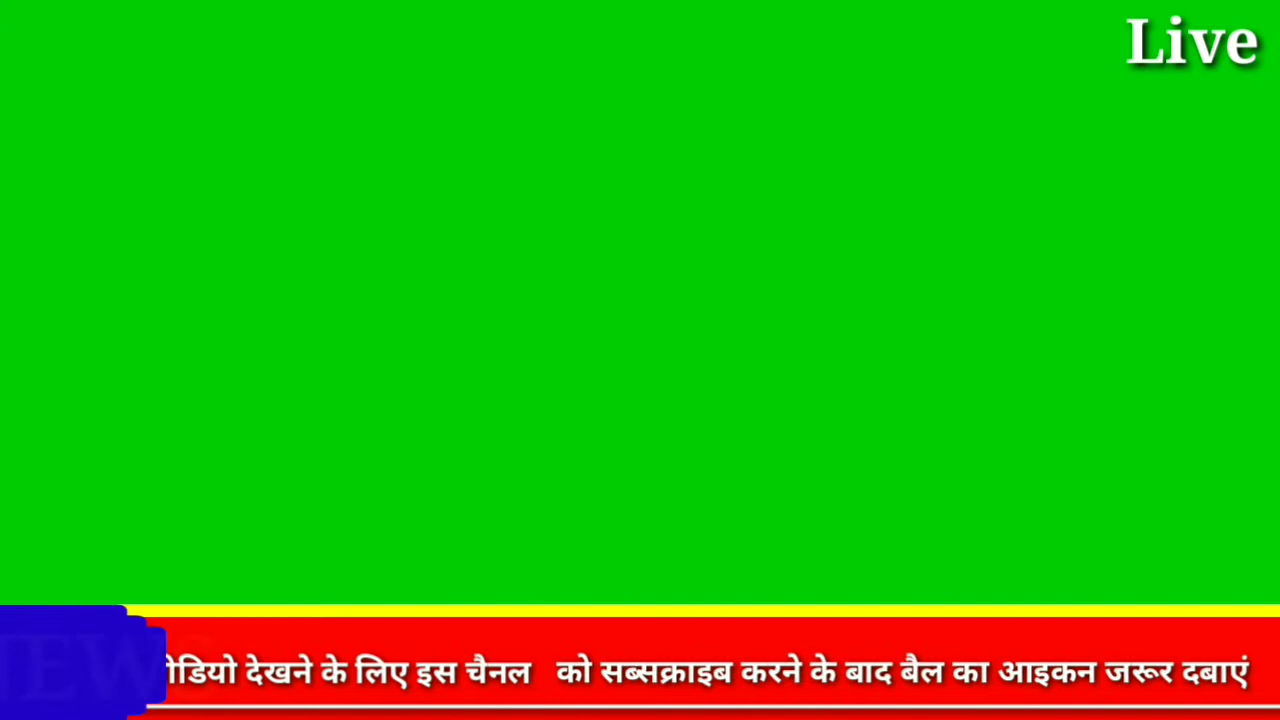 Live
देखने के लिए इस चैनल को सब्सक्राइब करने के बाद बैल का आइकन जरूर दबाएं